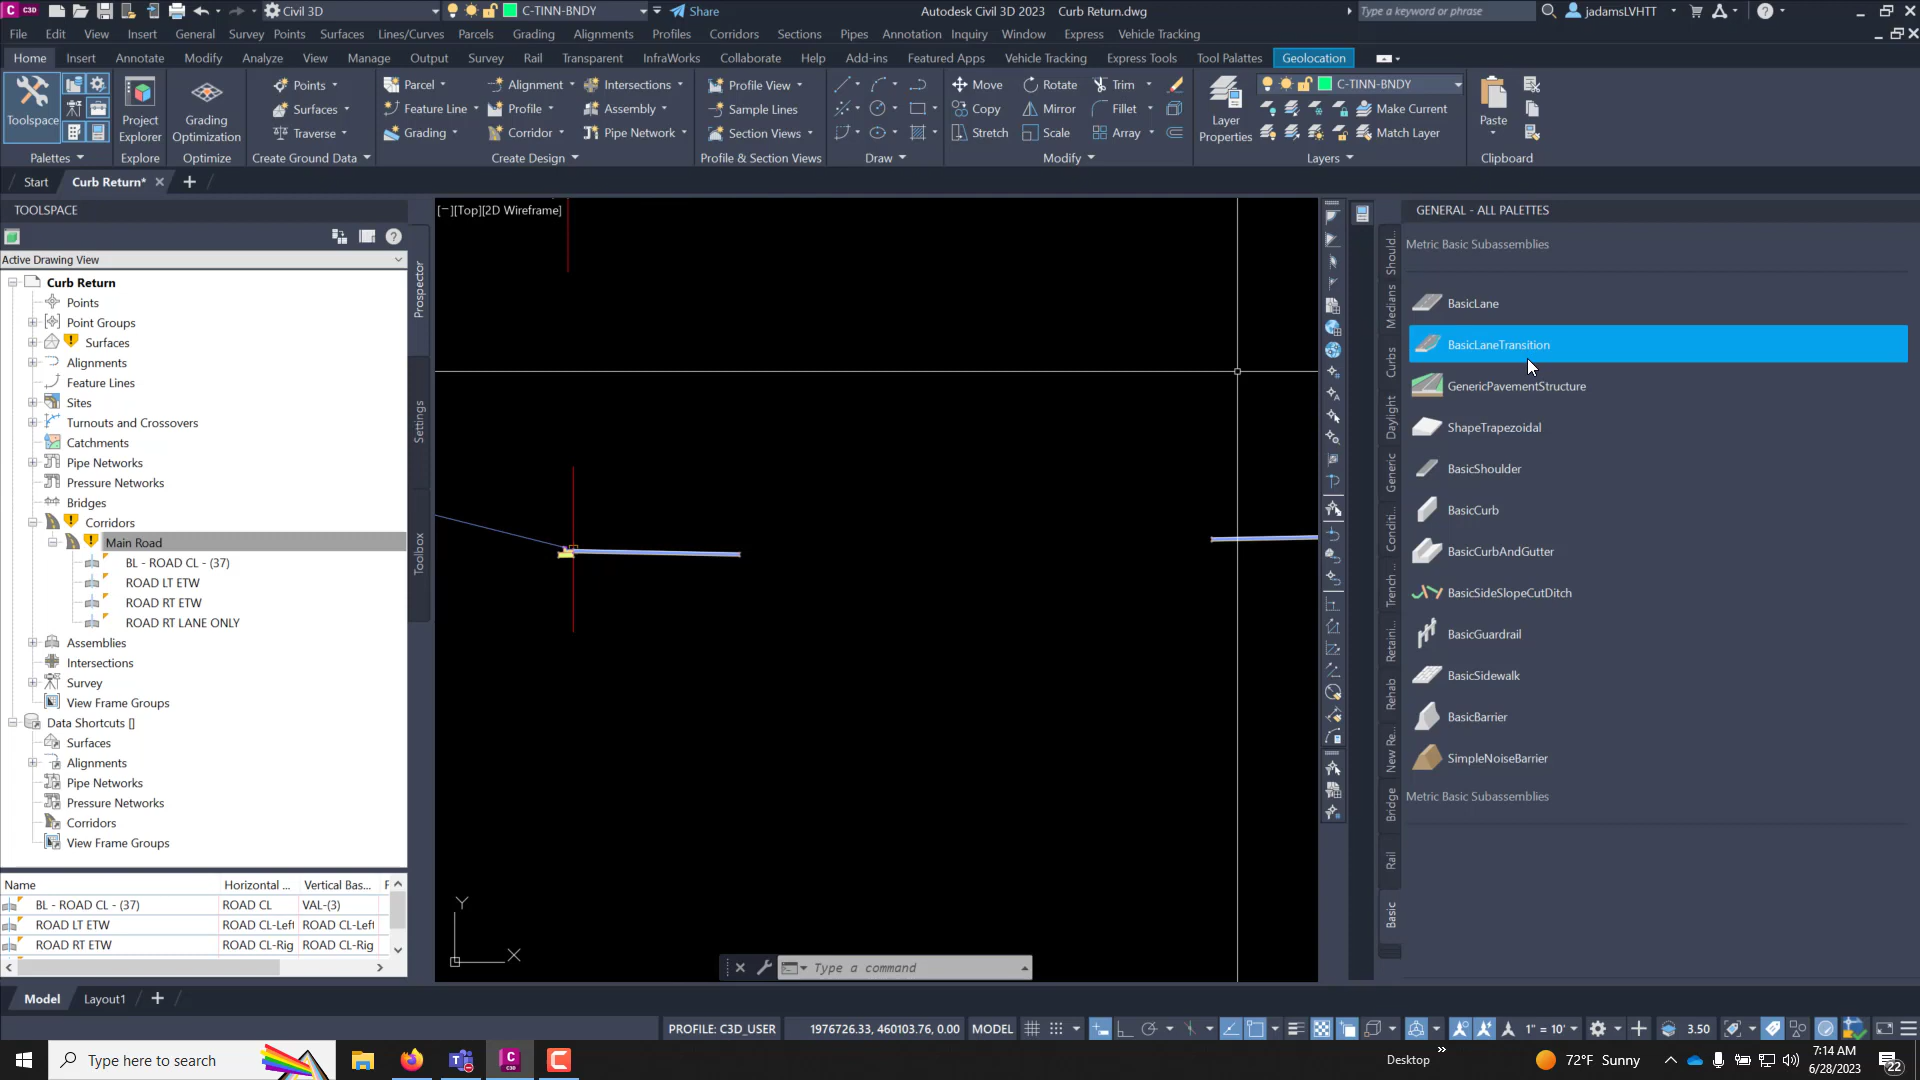 C3D
Civil 3D
C-TINN-BNDY
Share
Autodesk Civil 3D 2023 Curb Return.dwg
Type a keyword or phrase
jadamsLVHTT
File Edit View Insert General Survey Points Surfaces Lines/Curves Parcels Grading Alignments Profiles Corridors Sections Pipes Annotation Inquiry Window Express Vehicle Tracking
Home Insert Annotate Modify Analyze View Manage Output Survey Rail Transparent InfraWorks Collaborate Help Add-ins Featured Apps Vehicle Tracking Express Tools Tool Palettes Geolocation
Toolspace
Palettes
Project Explorer
Explore
Grading Optimization
Optimize
Points
Surfaces
Traverse
Create Ground Data
Parcel
Feature Line
Grading
Alignment
Profile
Corridor
Intersections
Assembly
Pipe Network
Create Design
Profile View
Sample Lines
Section Views
Profile & Section Views
Draw
Move
Copy
Stretch
Rotate
Mirror
Scale
Trim
Fillet
Array
Modify
Layer Properties
C-TINN-BNDY
Make Current
Match Layer
Layers
Paste
Clipboard
Start
Curb Return*
TOOLSPACE
Active Drawing View
Curb Return
Points
Point Groups
Surfaces
Alignments
Feature Lines
Sites
Turnouts and Crossovers
Catchments
Pipe Networks
Pressure Networks
Bridges
Corridors
Main Road
BL - ROAD CL - (37)
ROAD LT ETW
ROAD RT ETW
ROAD RT LANE ONLY
Assemblies
Intersections
Survey
View Frame Groups
Data Shortcuts []
Surfaces
Alignments
Pipe Networks
Pressure Networks
Corridors
View Frame Groups
Prospector
Settings
Toolbox
Name Horizontal ... Vertical Bas... F
BL - ROAD CL - (37) ROAD CL VAL-(3)
ROAD LT ETW ROAD CL-Left ROAD CL-Left
ROAD RT ETW ROAD CL-Rig ROAD CL-Rig
[−][Top][2D Wireframe]
Y
X
Type a command
GENERAL - ALL PALETTES
Metric Basic Subassemblies
BasicLane
BasicLaneTransition
GenericPavementStructure
ShapeTrapezoidal
BasicShoulder
BasicCurb
BasicCurbAndGutter
BasicSideSlopeCutDitch
BasicGuardrail
BasicSidewalk
BasicBarrier
SimpleNoiseBarrier
Metric Basic Subassemblies
Should...
Medians
Curbs
Daylight
Generic
Conditi...
Trench ...
Retaini...
Rehab
New Re...
Bridge
Rail
Basic
Model
Layout1
PROFILE: C3D_USER
1976726.33, 460103.76, 0.00
MODEL
1" = 10'
3.50
Type here to search
C3D
Desktop
72°F Sunny
7:14 AM
6/28/2023
22